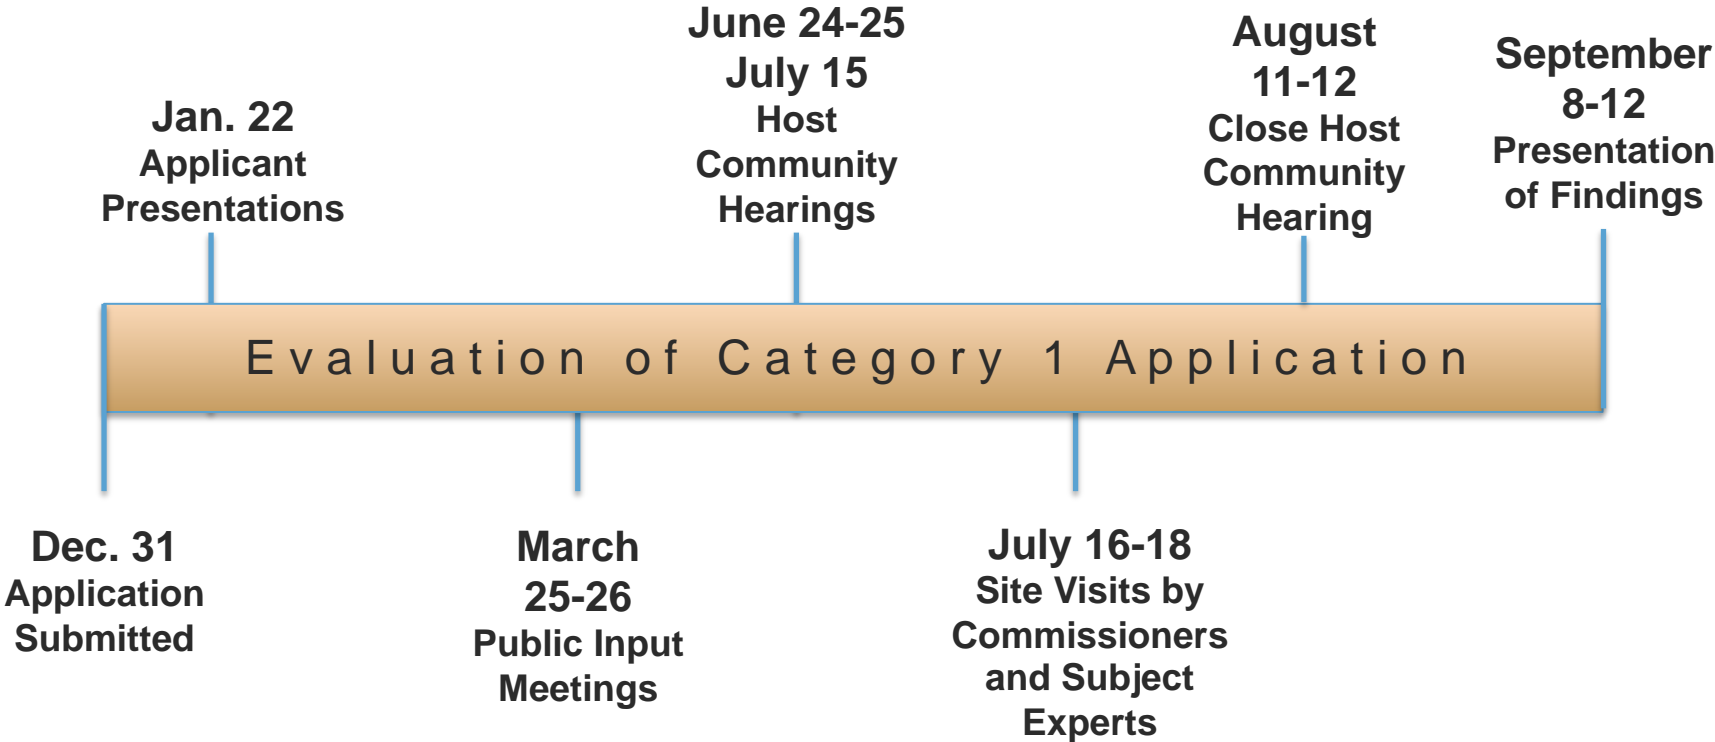 Jan. 22
Applicant
Presentations
June 24-25
July 15
Host
Community
Hearings
August
11-12
Close Host
Community
Hearing
September
8-12
Presentation
of Findings
Evaluation of Category 1 Application
Dec. 31
Application
Submitted
March
25-26
Public Input
Meetings
July 16-18
Site Visits by
Commissioners
and Subject
Experts